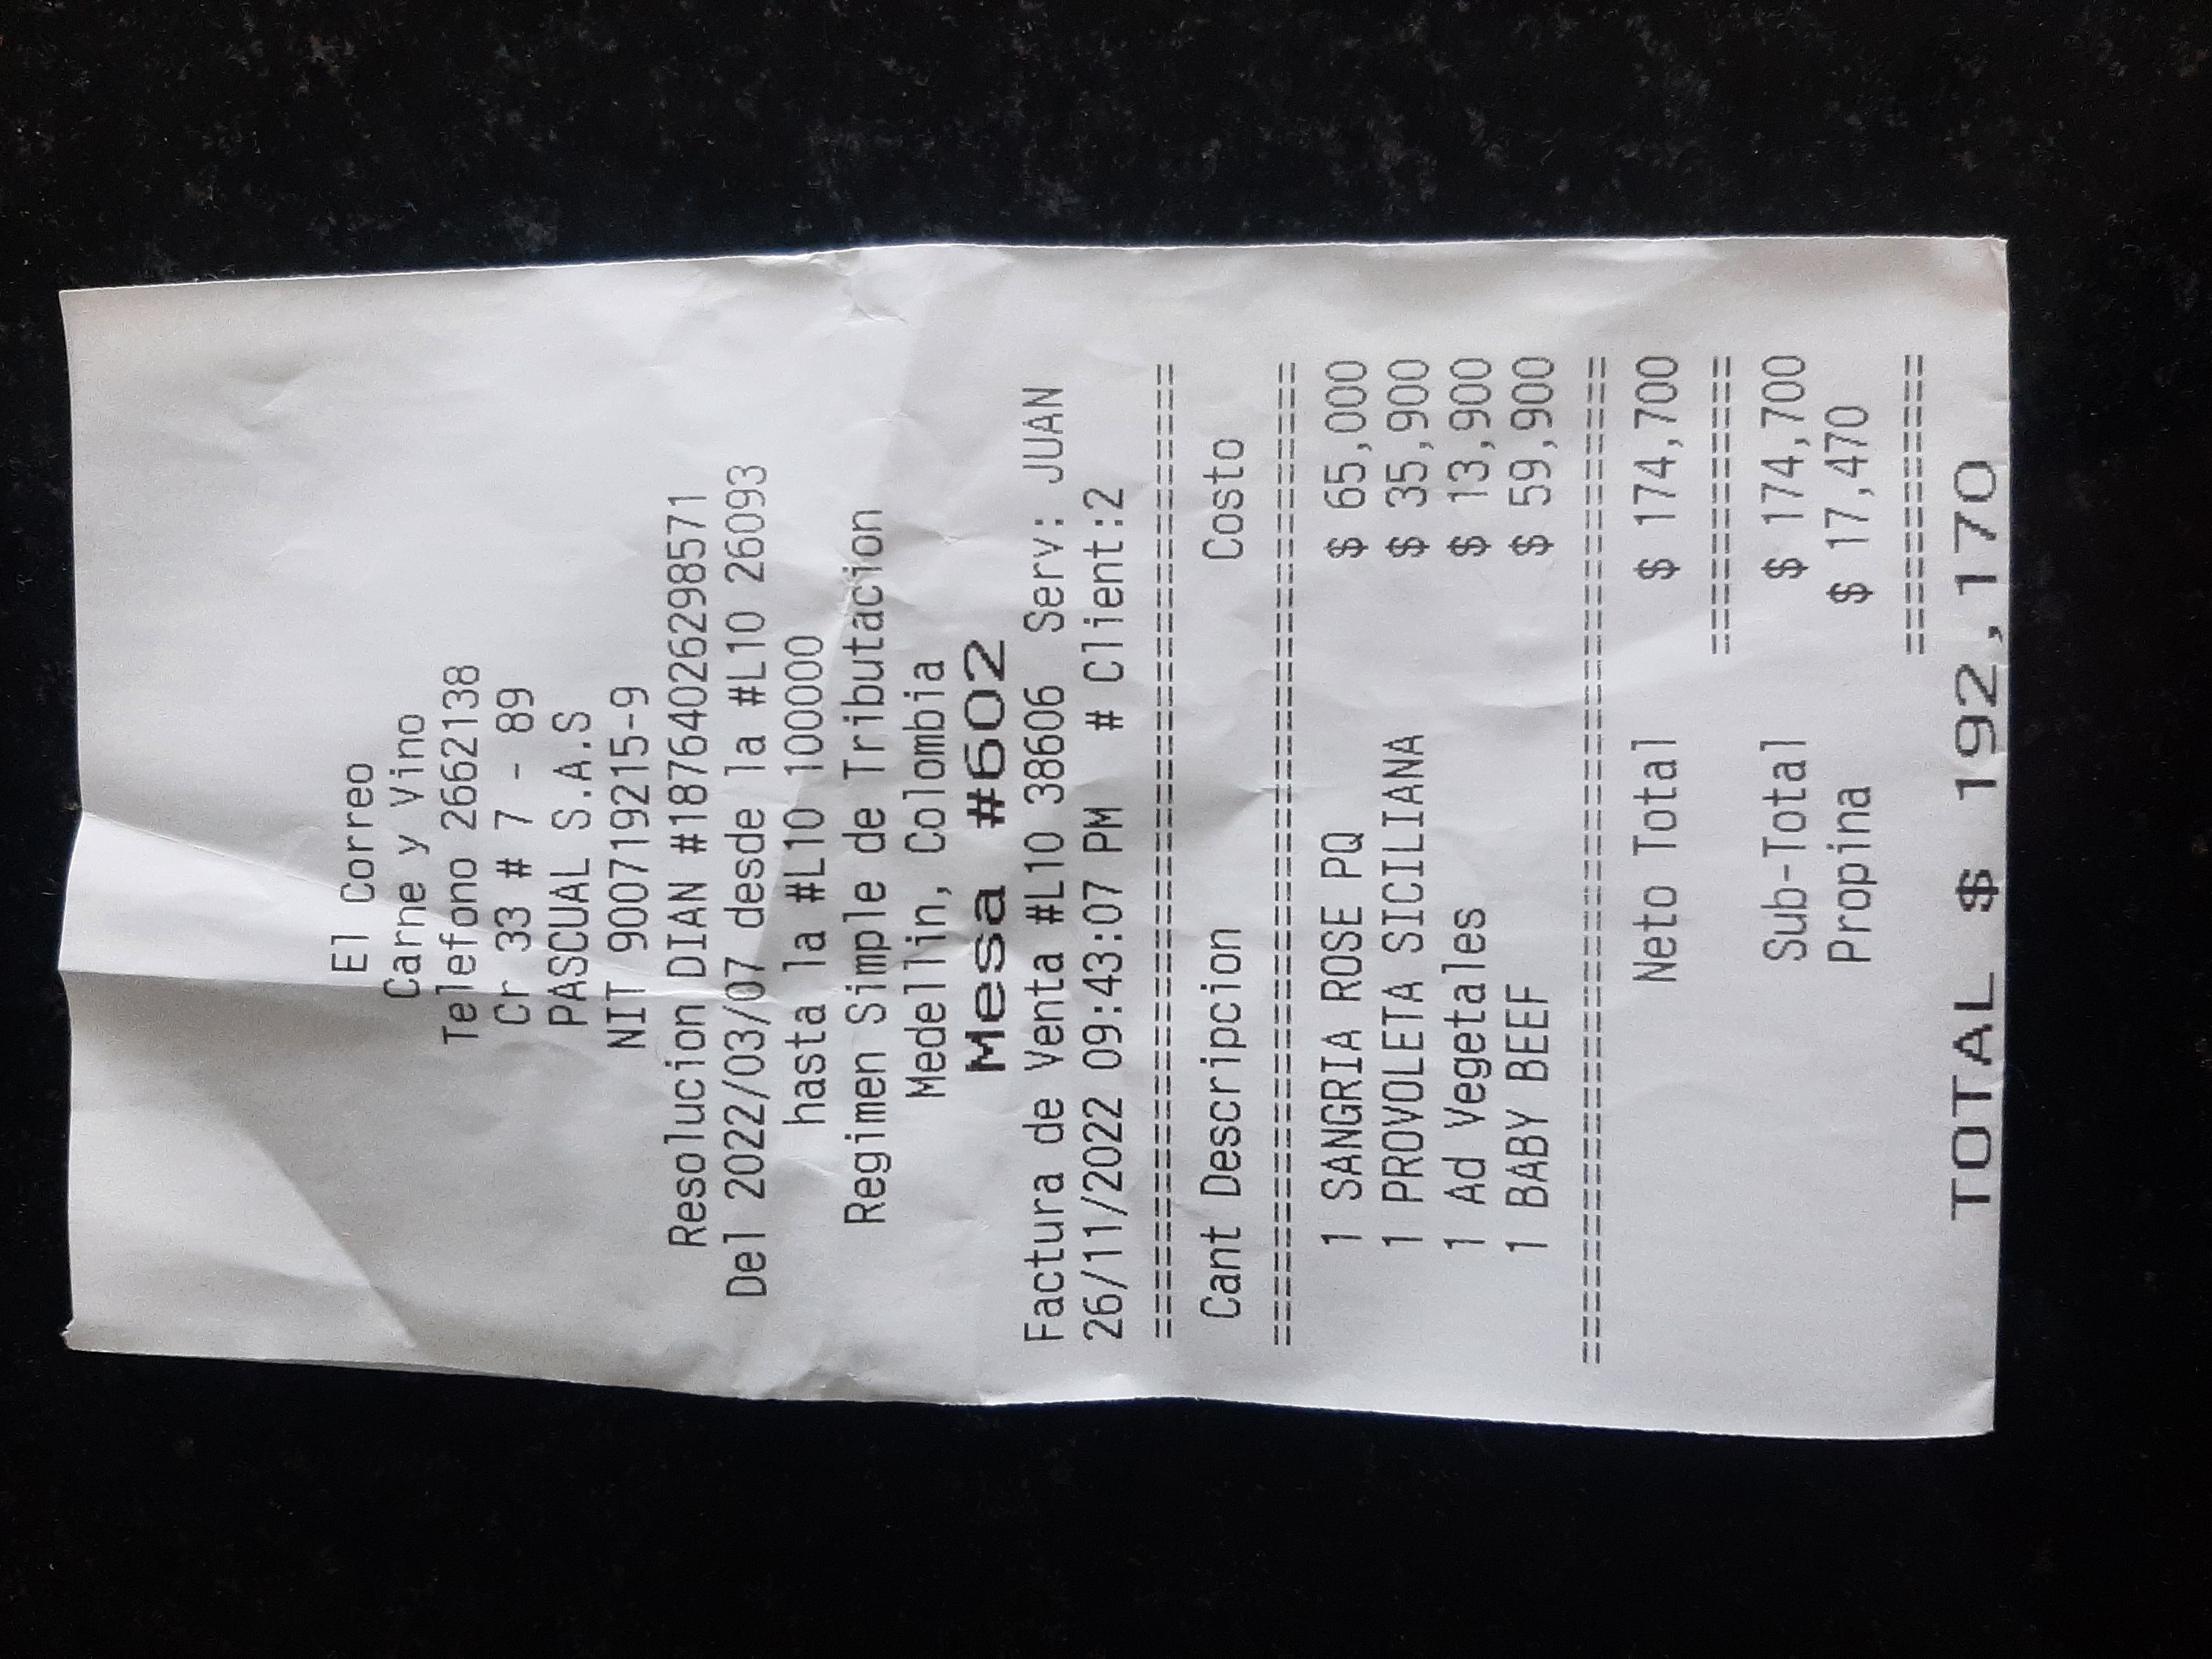 El Correo
Carne y Vino
Telefono 2662138
Cr 33 # 7 - 89
PASCUAL S.A.S
NIT 900719215-9
Resolucion DIAN #18764026298571
Del 2022/03/07 desde la #L10 26093
hasta la #L10 100000
Regimen Simple de Tributacion
Medellin, Colombia
Mesa #602
Factura de Venta #L10 38606 Serv: JUAN
26/11/2022 09:43:07 PM # Client:2
==========================================
Cant Descripcion Costo
==========================================
1 SANGRIA ROSE PQ $ 65,000
1 PROVOLETA SICILIANA $ 35,900
1 Ad Vegetales $ 13,900
1 BABY BEEF $ 59,900
==========================================
Neto Total $ 174,700
=============
Sub-Total $ 174,700
Propina $ 17,470
=============
TOTAL $ 192,170